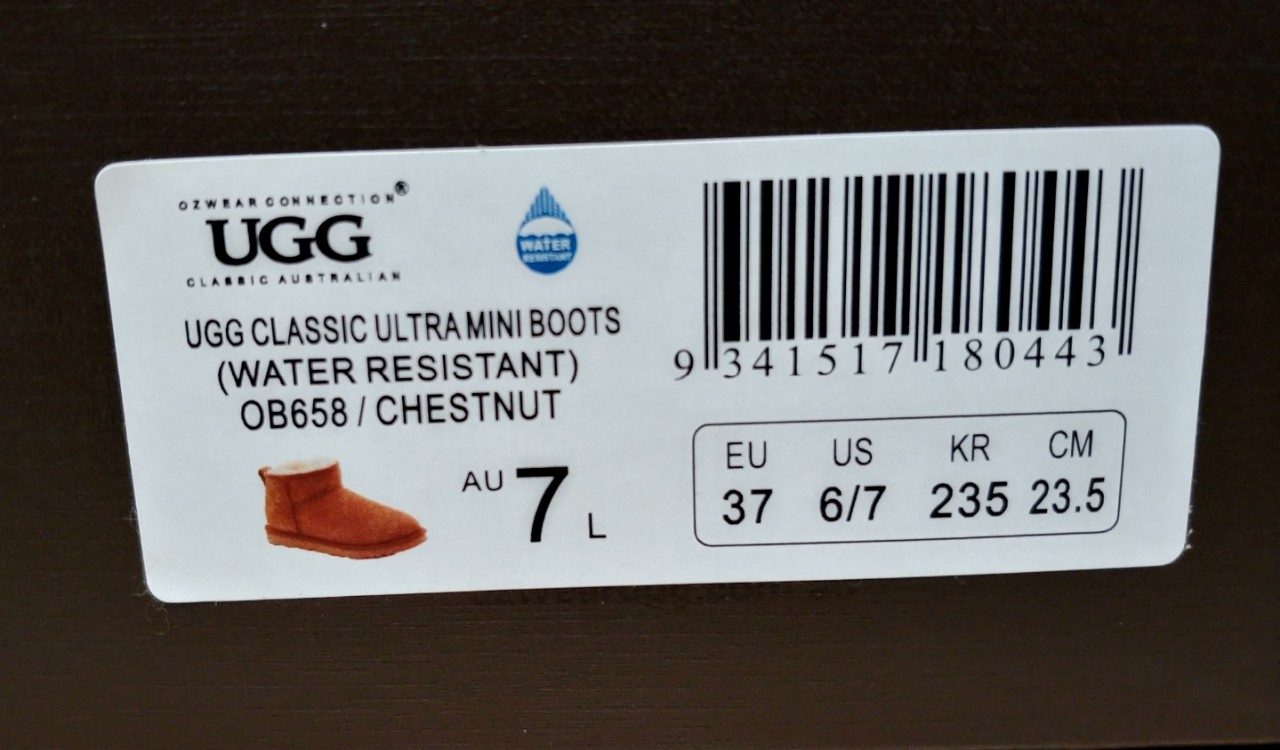 OZWEAR CONNECTION®
UGG
CLASSIC AUSTRALIAN
WATER
RESISTANT
UGG CLASSIC ULTRA MINI BOOTS
(WATER RESISTANT)
OB658 / CHESTNUT
AU 7 L
9 341517 180443
EU US KR CM
37 6/7 235 23.5